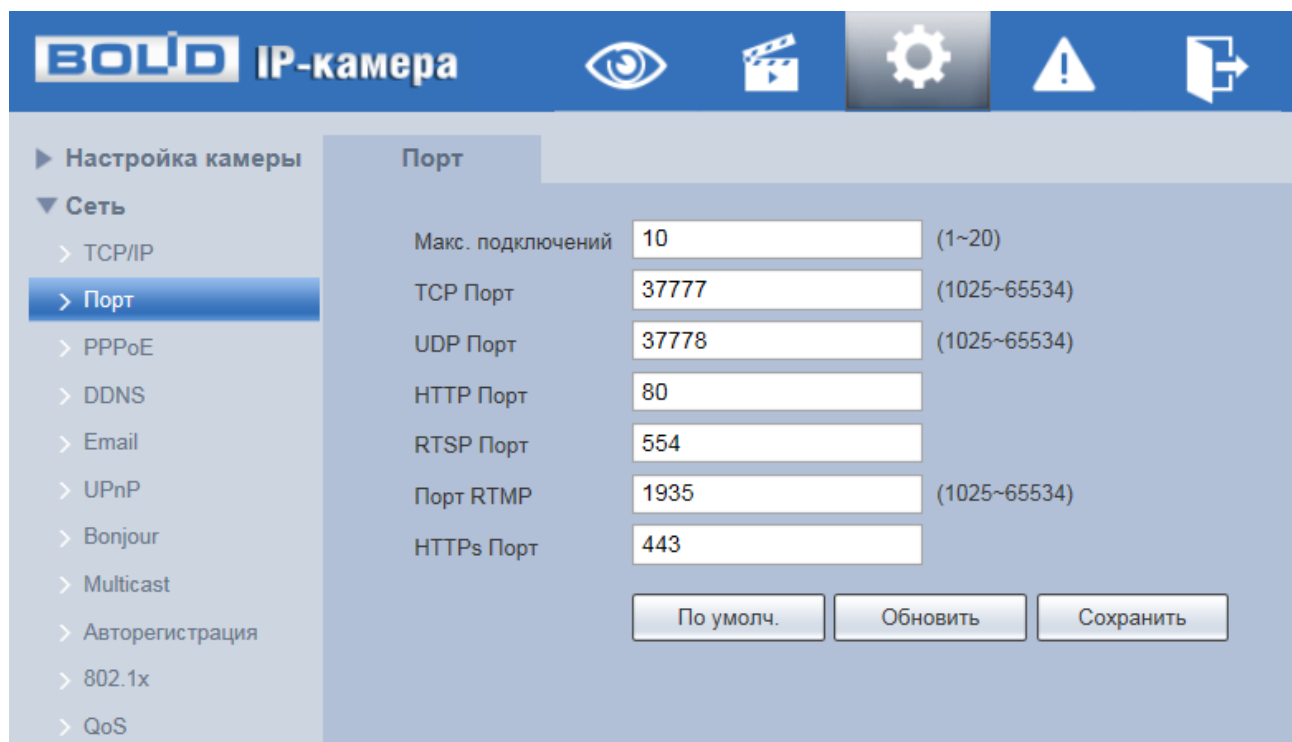 BOLID IP-камера
Настройка камеры
Сеть
TCP/IP
Порт
PPPoE
DDNS
Email
UPnP
Bonjour
Multicast
Авторегистрация
802.1x
QoS
Порт
Макс. подключений 10 (1~20)
TCP Порт 37777 (1025~65534)
UDP Порт 37778 (1025~65534)
HTTP Порт 80
RTSP Порт 554
Порт RTMP 1935 (1025~65534)
HTTPs Порт 443
По умолч. Обновить Сохранить